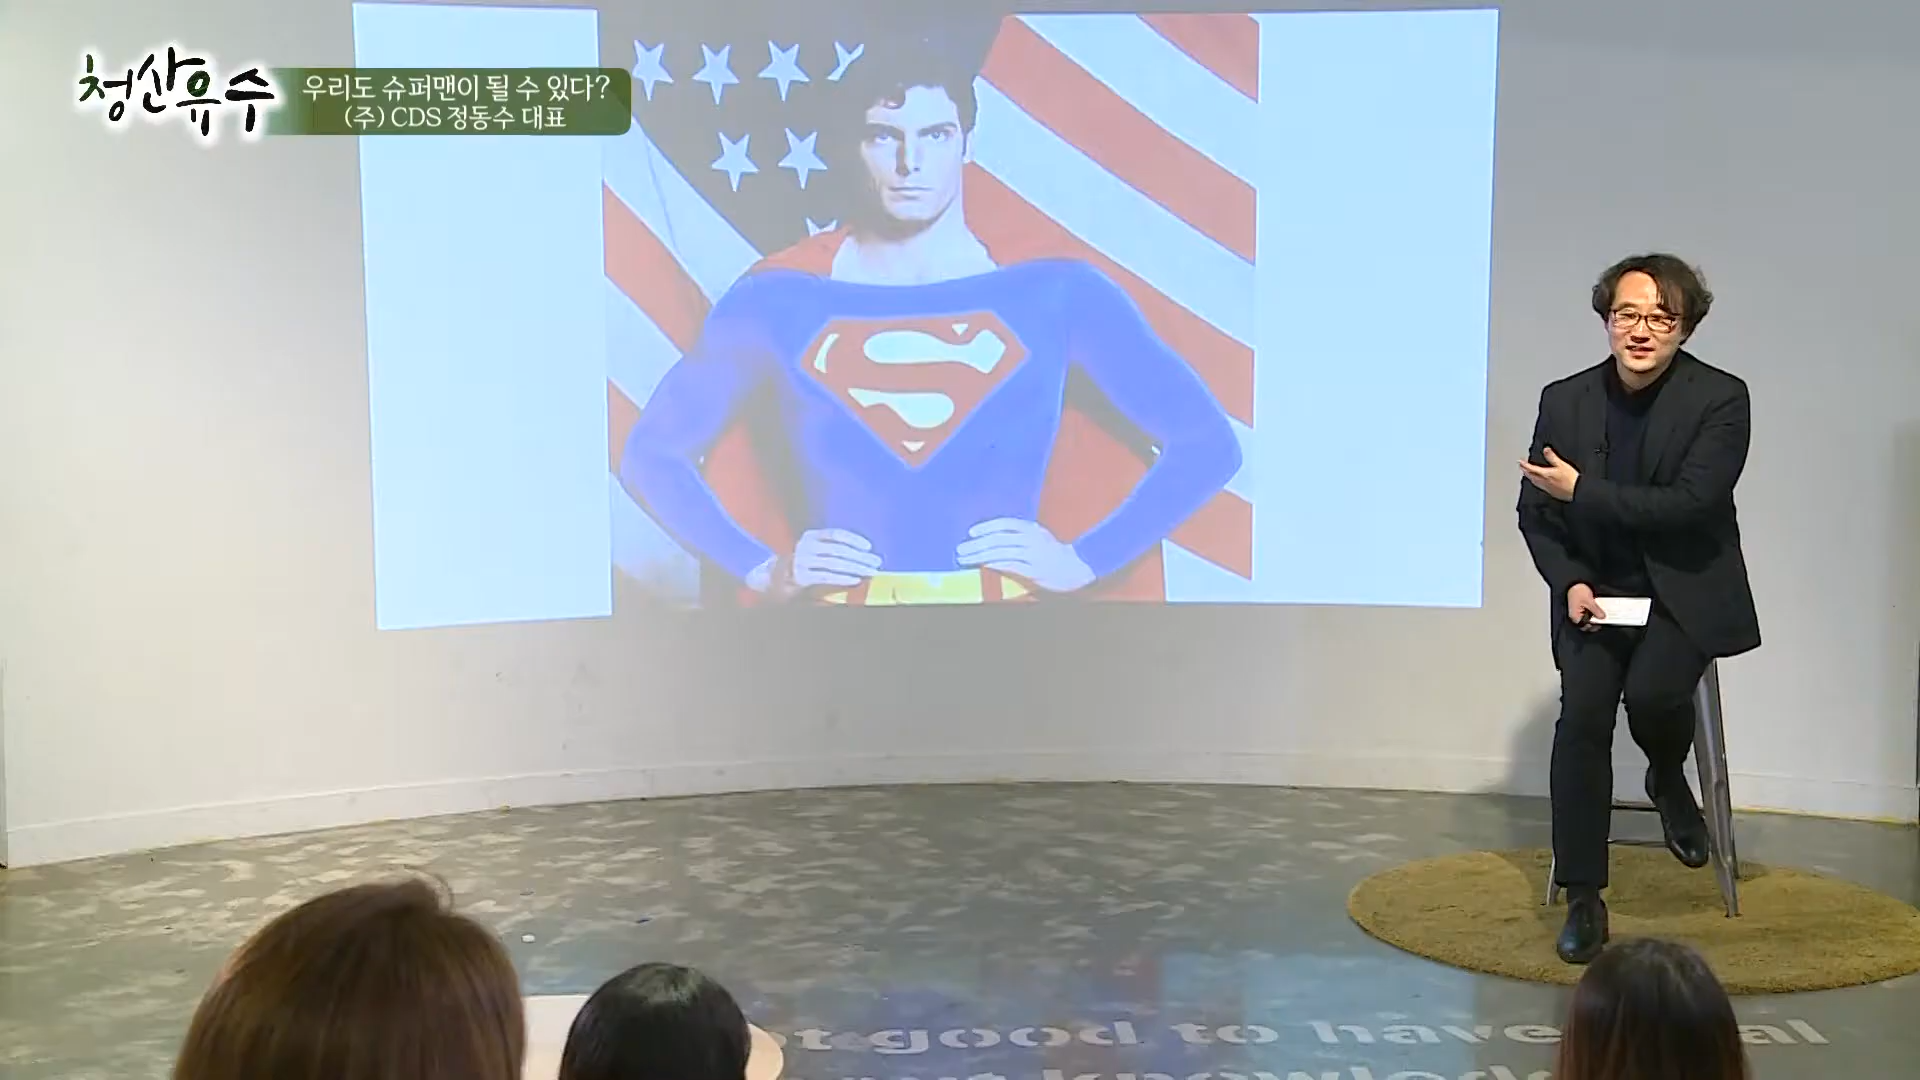 청산유수
우리도 슈퍼맨이 될 수 있다?
(주) CDS 정동수 대표
S
good to have